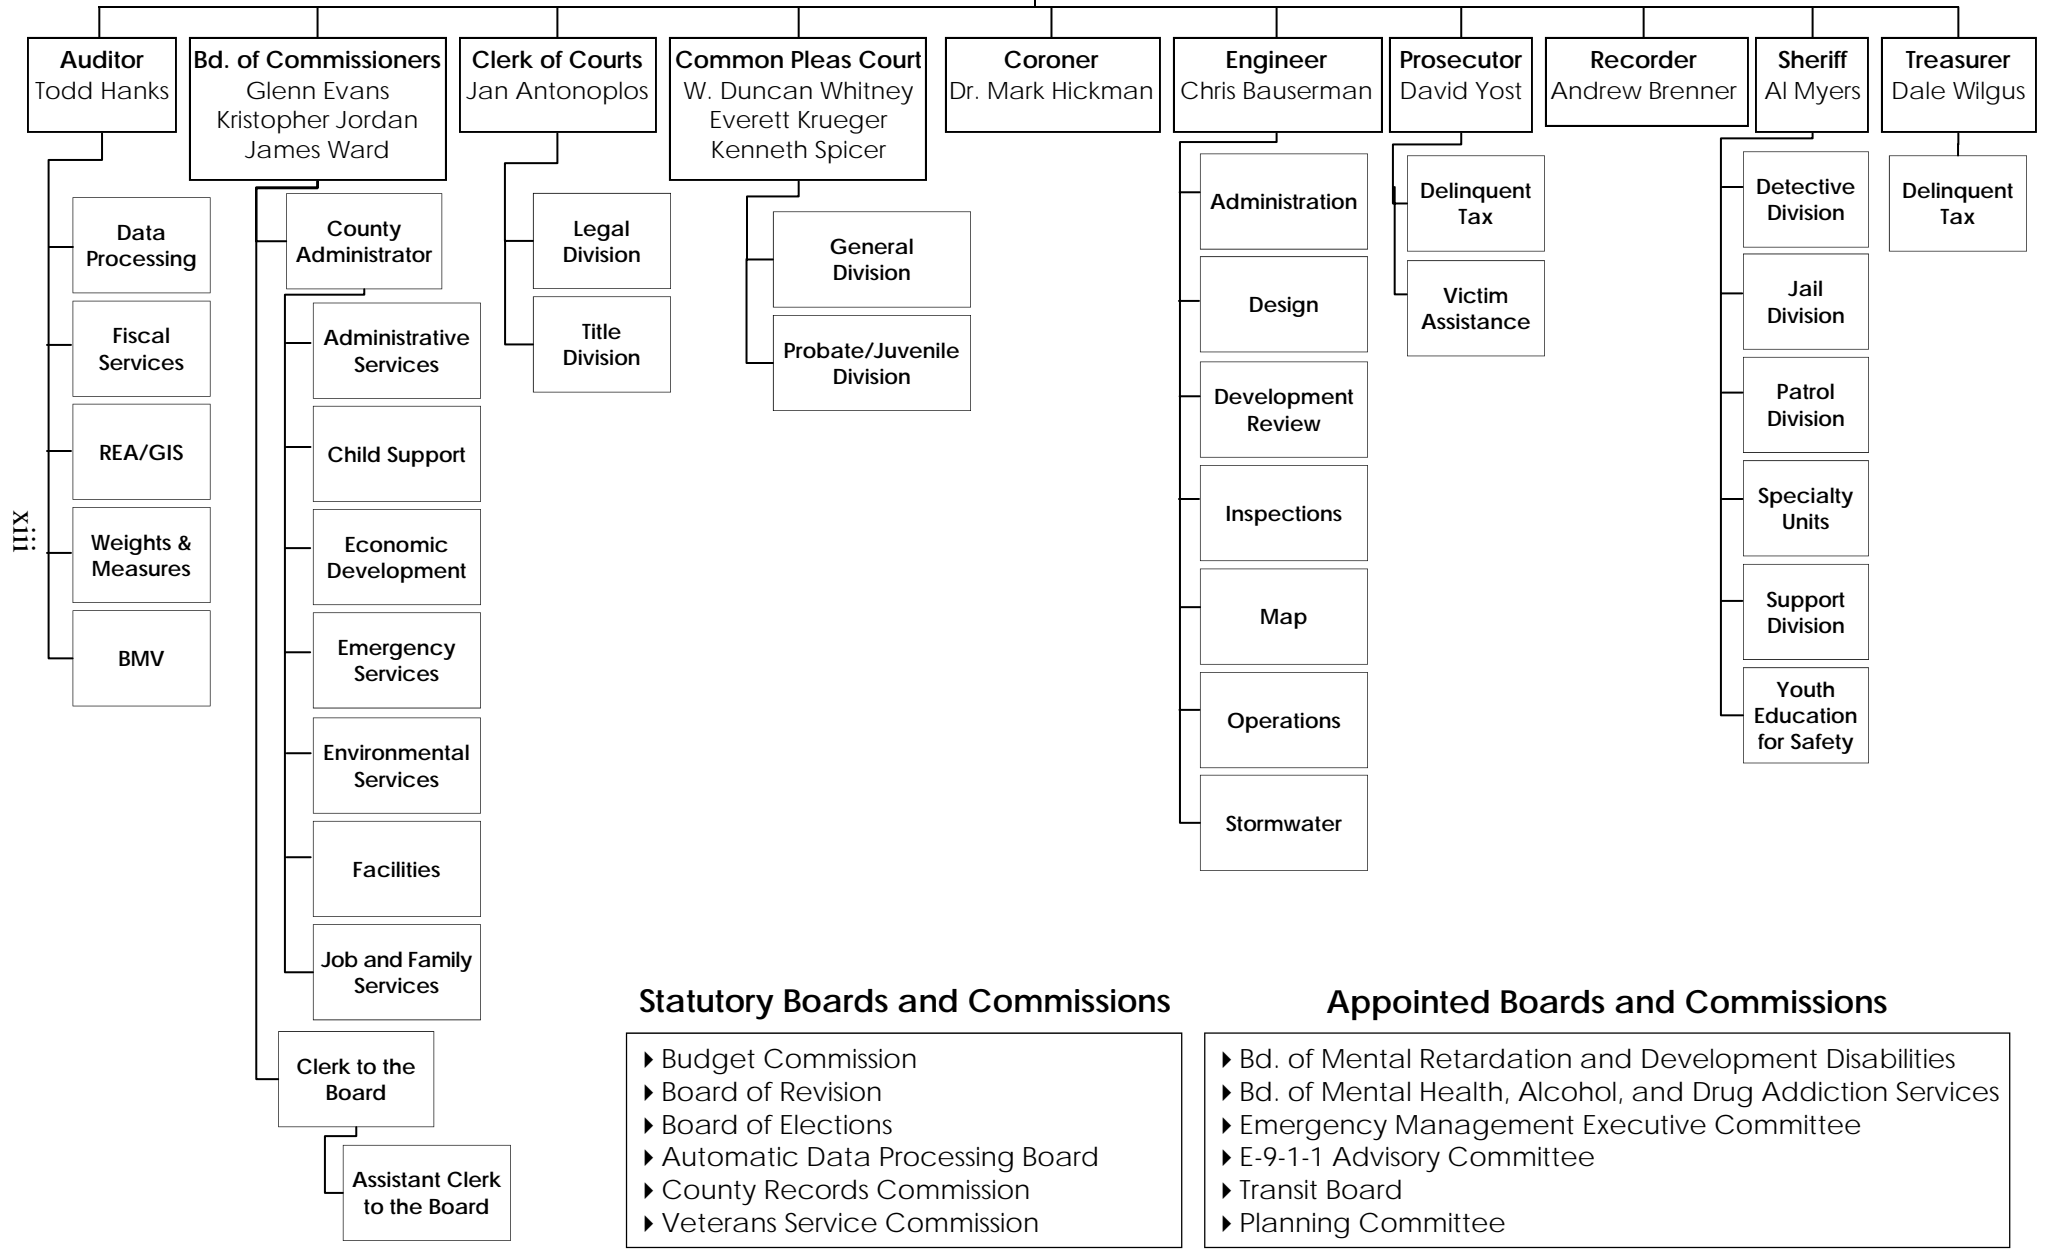 Auditor
Todd Hanks
Data
Processing
Fiscal
Services
REA/GIS
Weights &
Measures
BMV
Bd. of Commissioners
Glenn Evans
Kristopher Jordan
James Ward
County
Administrator
Administrative
Services
Child Support
Economic
Development
Emergency
Services
Environmental
Services
Facilities
Job and Family
Services
Clerk to the
Board
Assistant Clerk
to the Board
Clerk of Courts
Jan Antonoplos
Legal
Division
Title
Division
Common Pleas Court
W. Duncan Whitney
Everett Krueger
Kenneth Spicer
General
Division
Probate/Juvenile
Division
Coroner
Dr. Mark Hickman
Engineer
Chris Bauserman
Administration
Design
Development
Review
Inspections
Map
Operations
Stormwater
Prosecutor
David Yost
Delinquent
Tax
Victim
Assistance
Recorder
Andrew Brenner
Sheriff
Al Myers
Detective
Division
Jail
Division
Patrol
Division
Specialty
Units
Support
Division
Youth
Education
for Safety
Treasurer
Dale Wilgus
Delinquent
Tax
Statutory Boards and Commissions
Budget Commission
Board of Revision
Board of Elections
Automatic Data Processing Board
County Records Commission
Veterans Service Commission
Appointed Boards and Commissions
Bd. of Mental Retardation and Development Disabilities
Bd. of Mental Health, Alcohol, and Drug Addiction Services
Emergency Management Executive Committee
E-9-1-1 Advisory Committee
Transit Board
Planning Committee
xiii